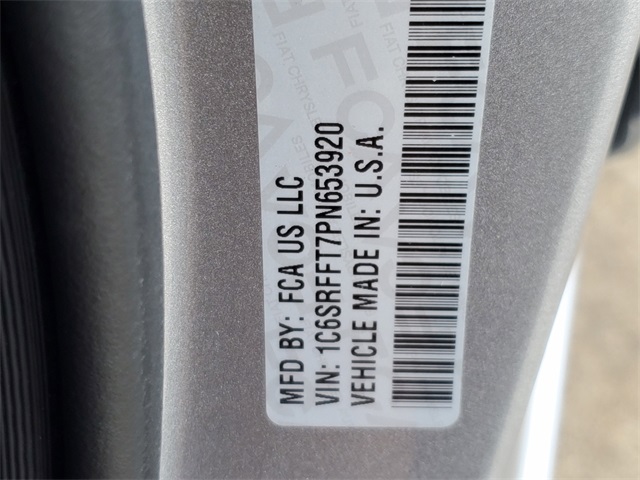 MFD BY: FCA US LLC
VIN: 1C6SRFFT7PN653920
VEHICLE MADE IN: U.S.A.